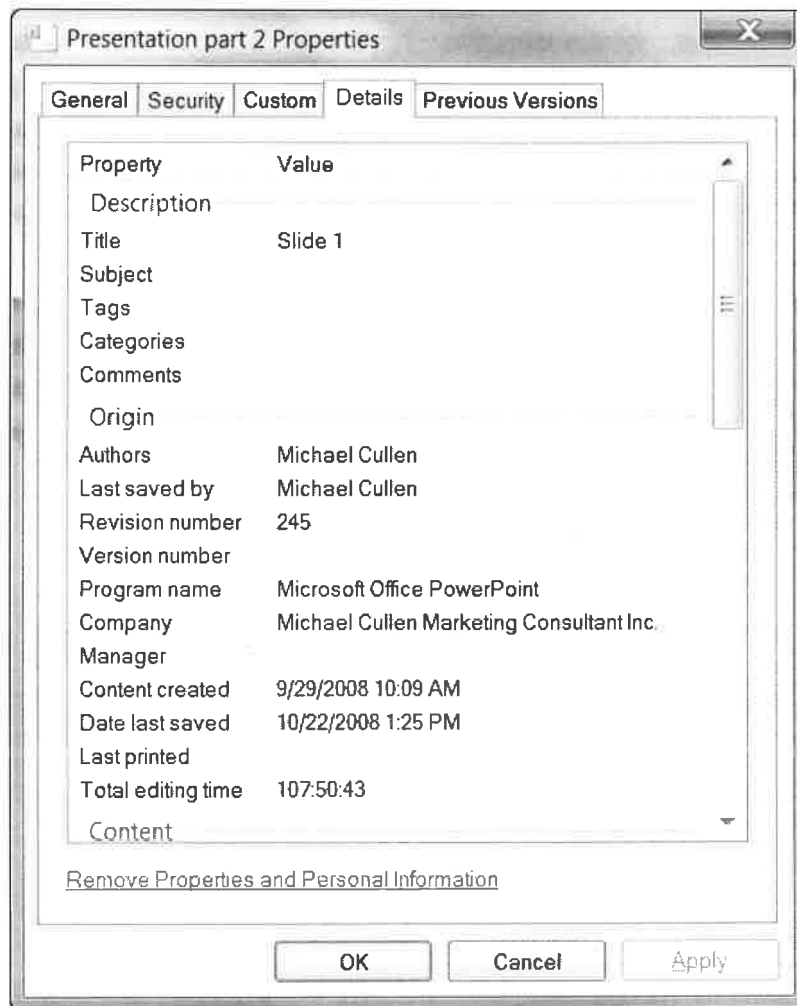 Presentation part 2 Properties
General Security Custom Details Previous Versions
Property Value
Description
Title Slide 1
Subject
Tags
Categories
Comments
Origin
Authors Michael Cullen
Last saved by Michael Cullen
Revision number 245
Version number
Program name Microsoft Office PowerPoint
Company Michael Cullen Marketing Consultant Inc.
Manager
Content created 9/29/2008 10:09 AM
Date last saved 10/22/2008 1:25 PM
Last printed
Total editing time 107:50:43
Content
Remove Properties and Personal Information
OK Cancel Apply